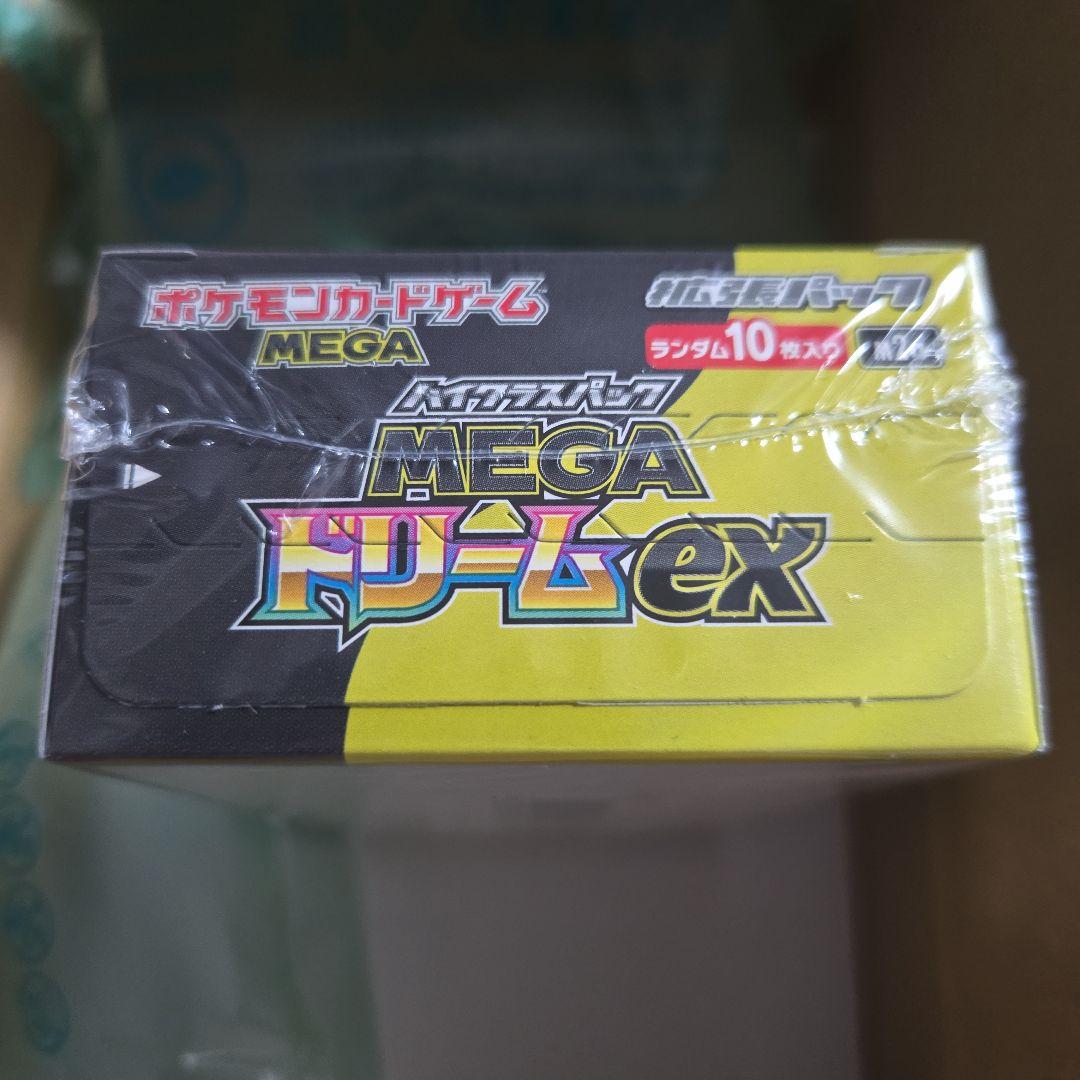 ポケモンカードゲーム
MEGA
拡張パック
ランダム10枚入り
ハイクラスパック
MEGA
ドリームex